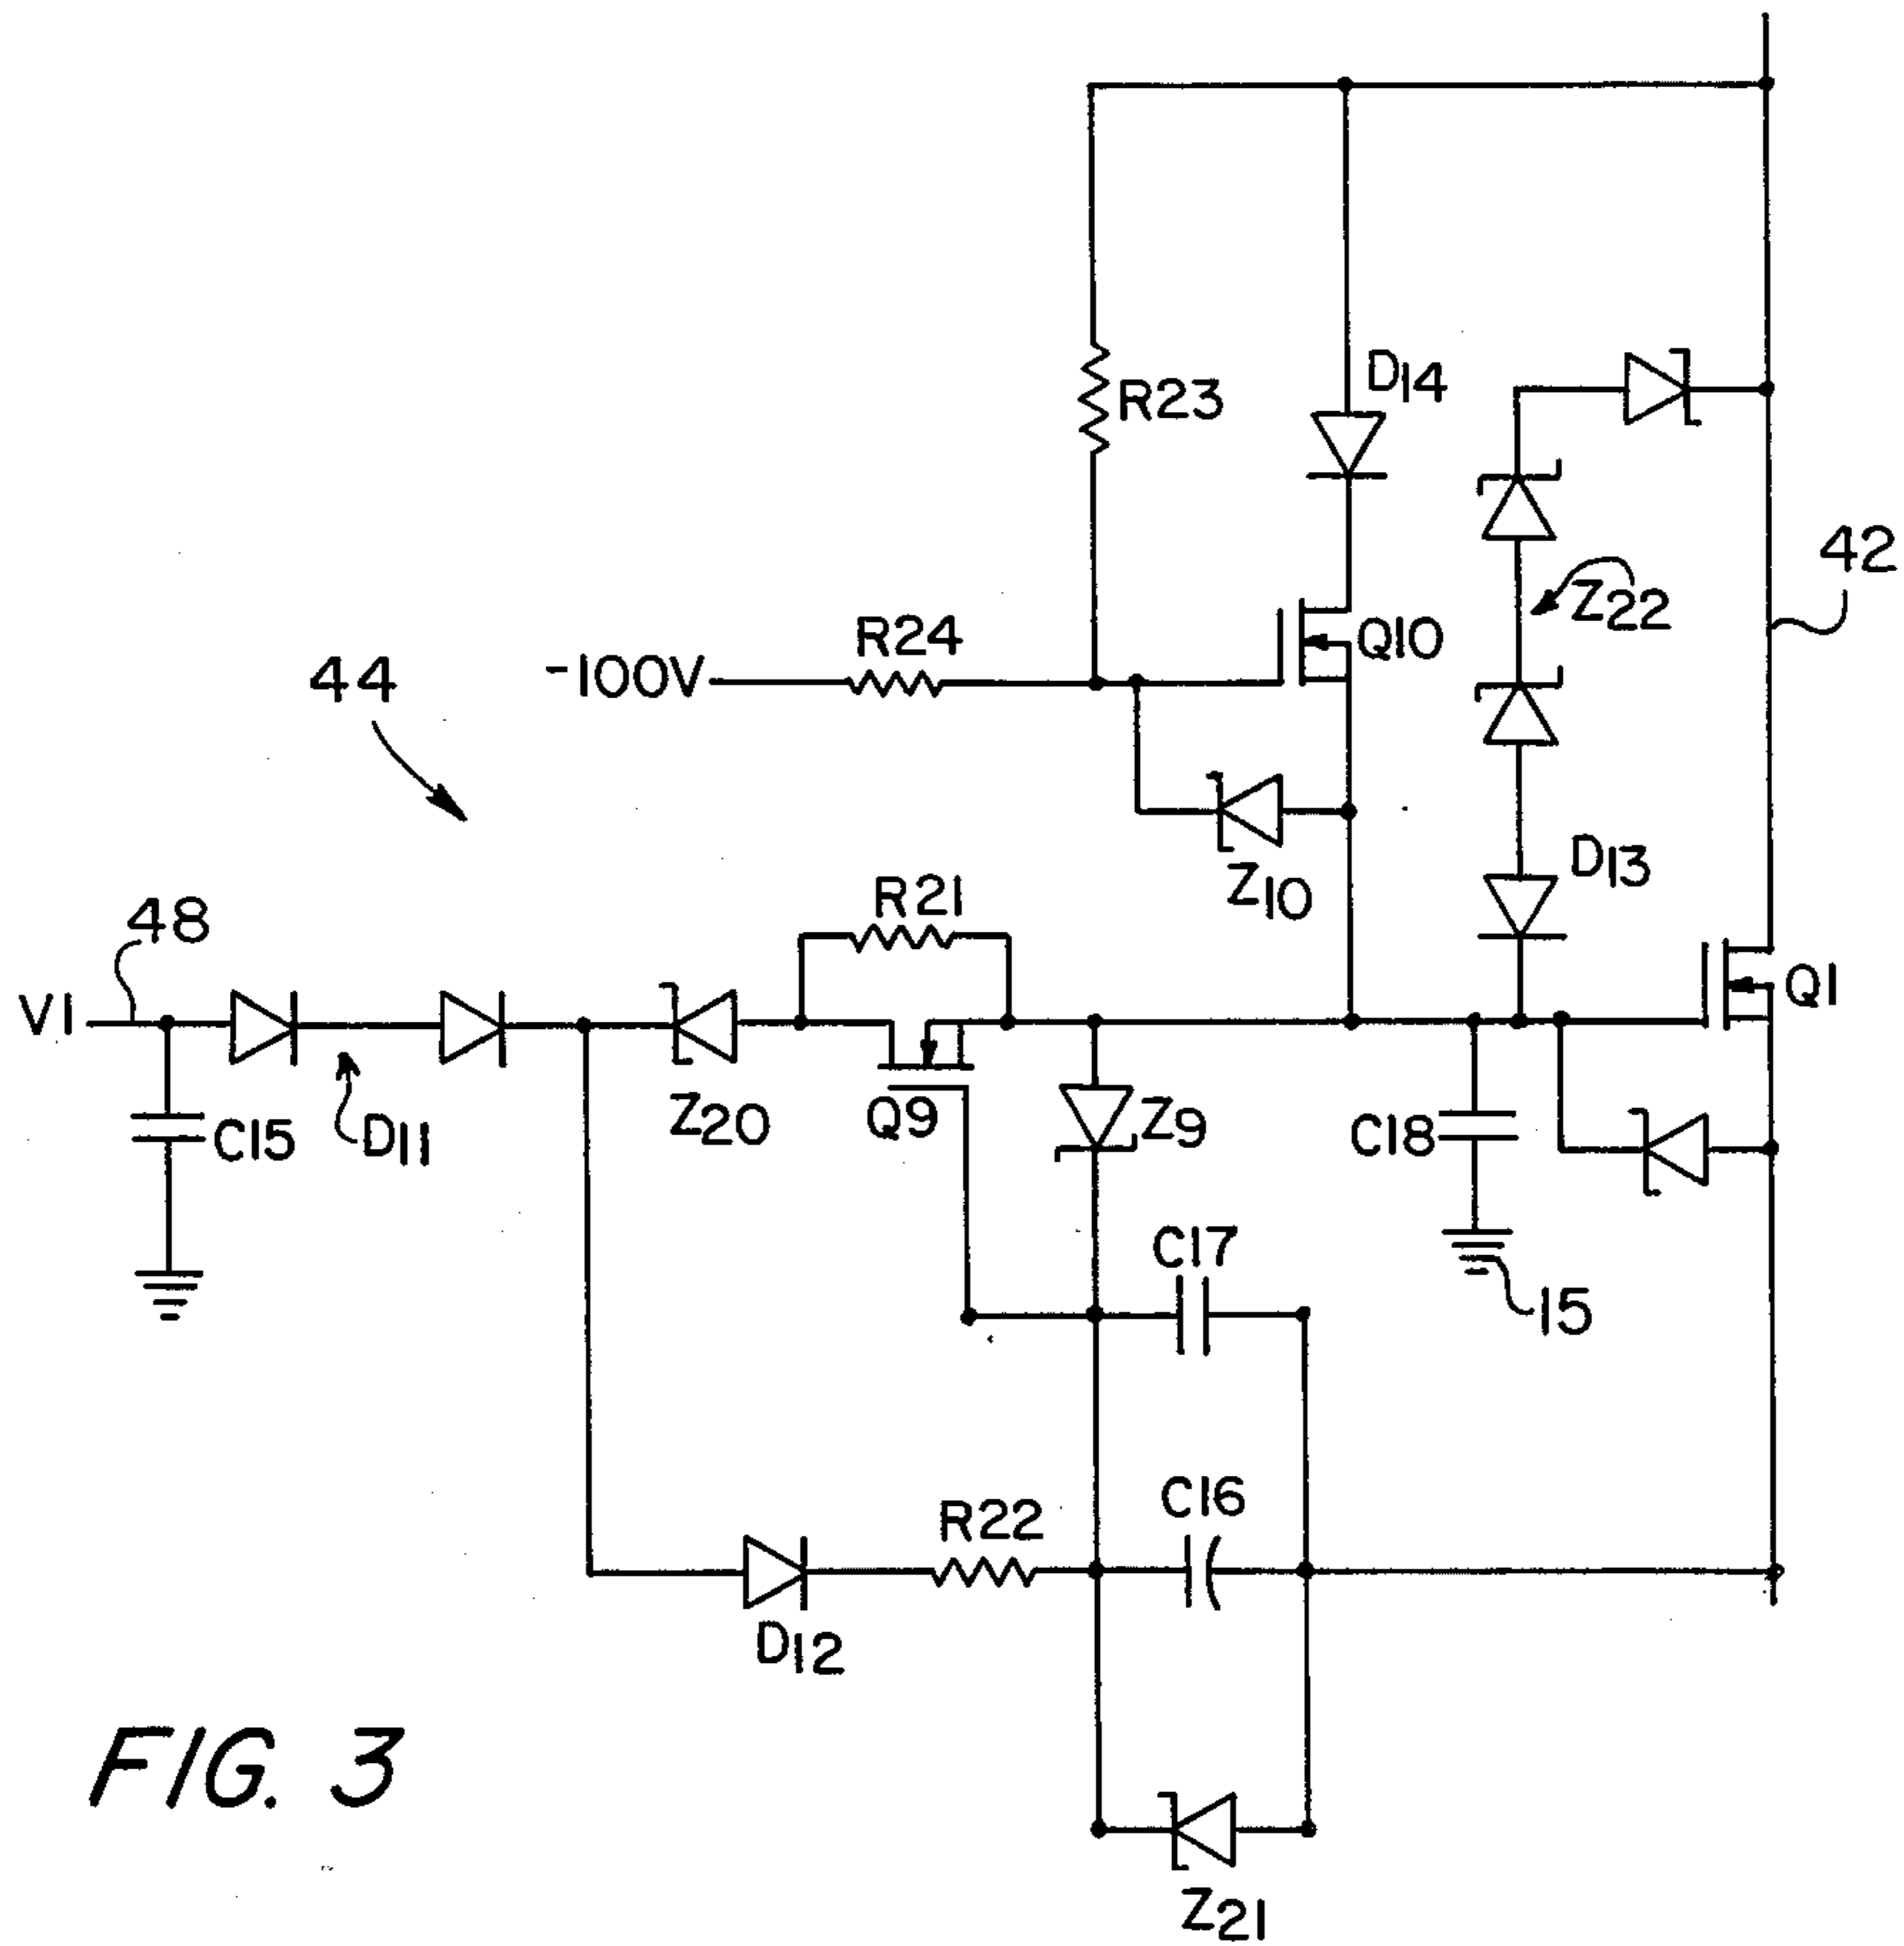 D14
R23
42
Z22
R24
Q10
-100V
44
D13
Z10
R21
48
V1
Q1
Z20
Q9
Z9
C18
C15
D11
C17
15
C16
R22
D12
FIG. 3
Z21